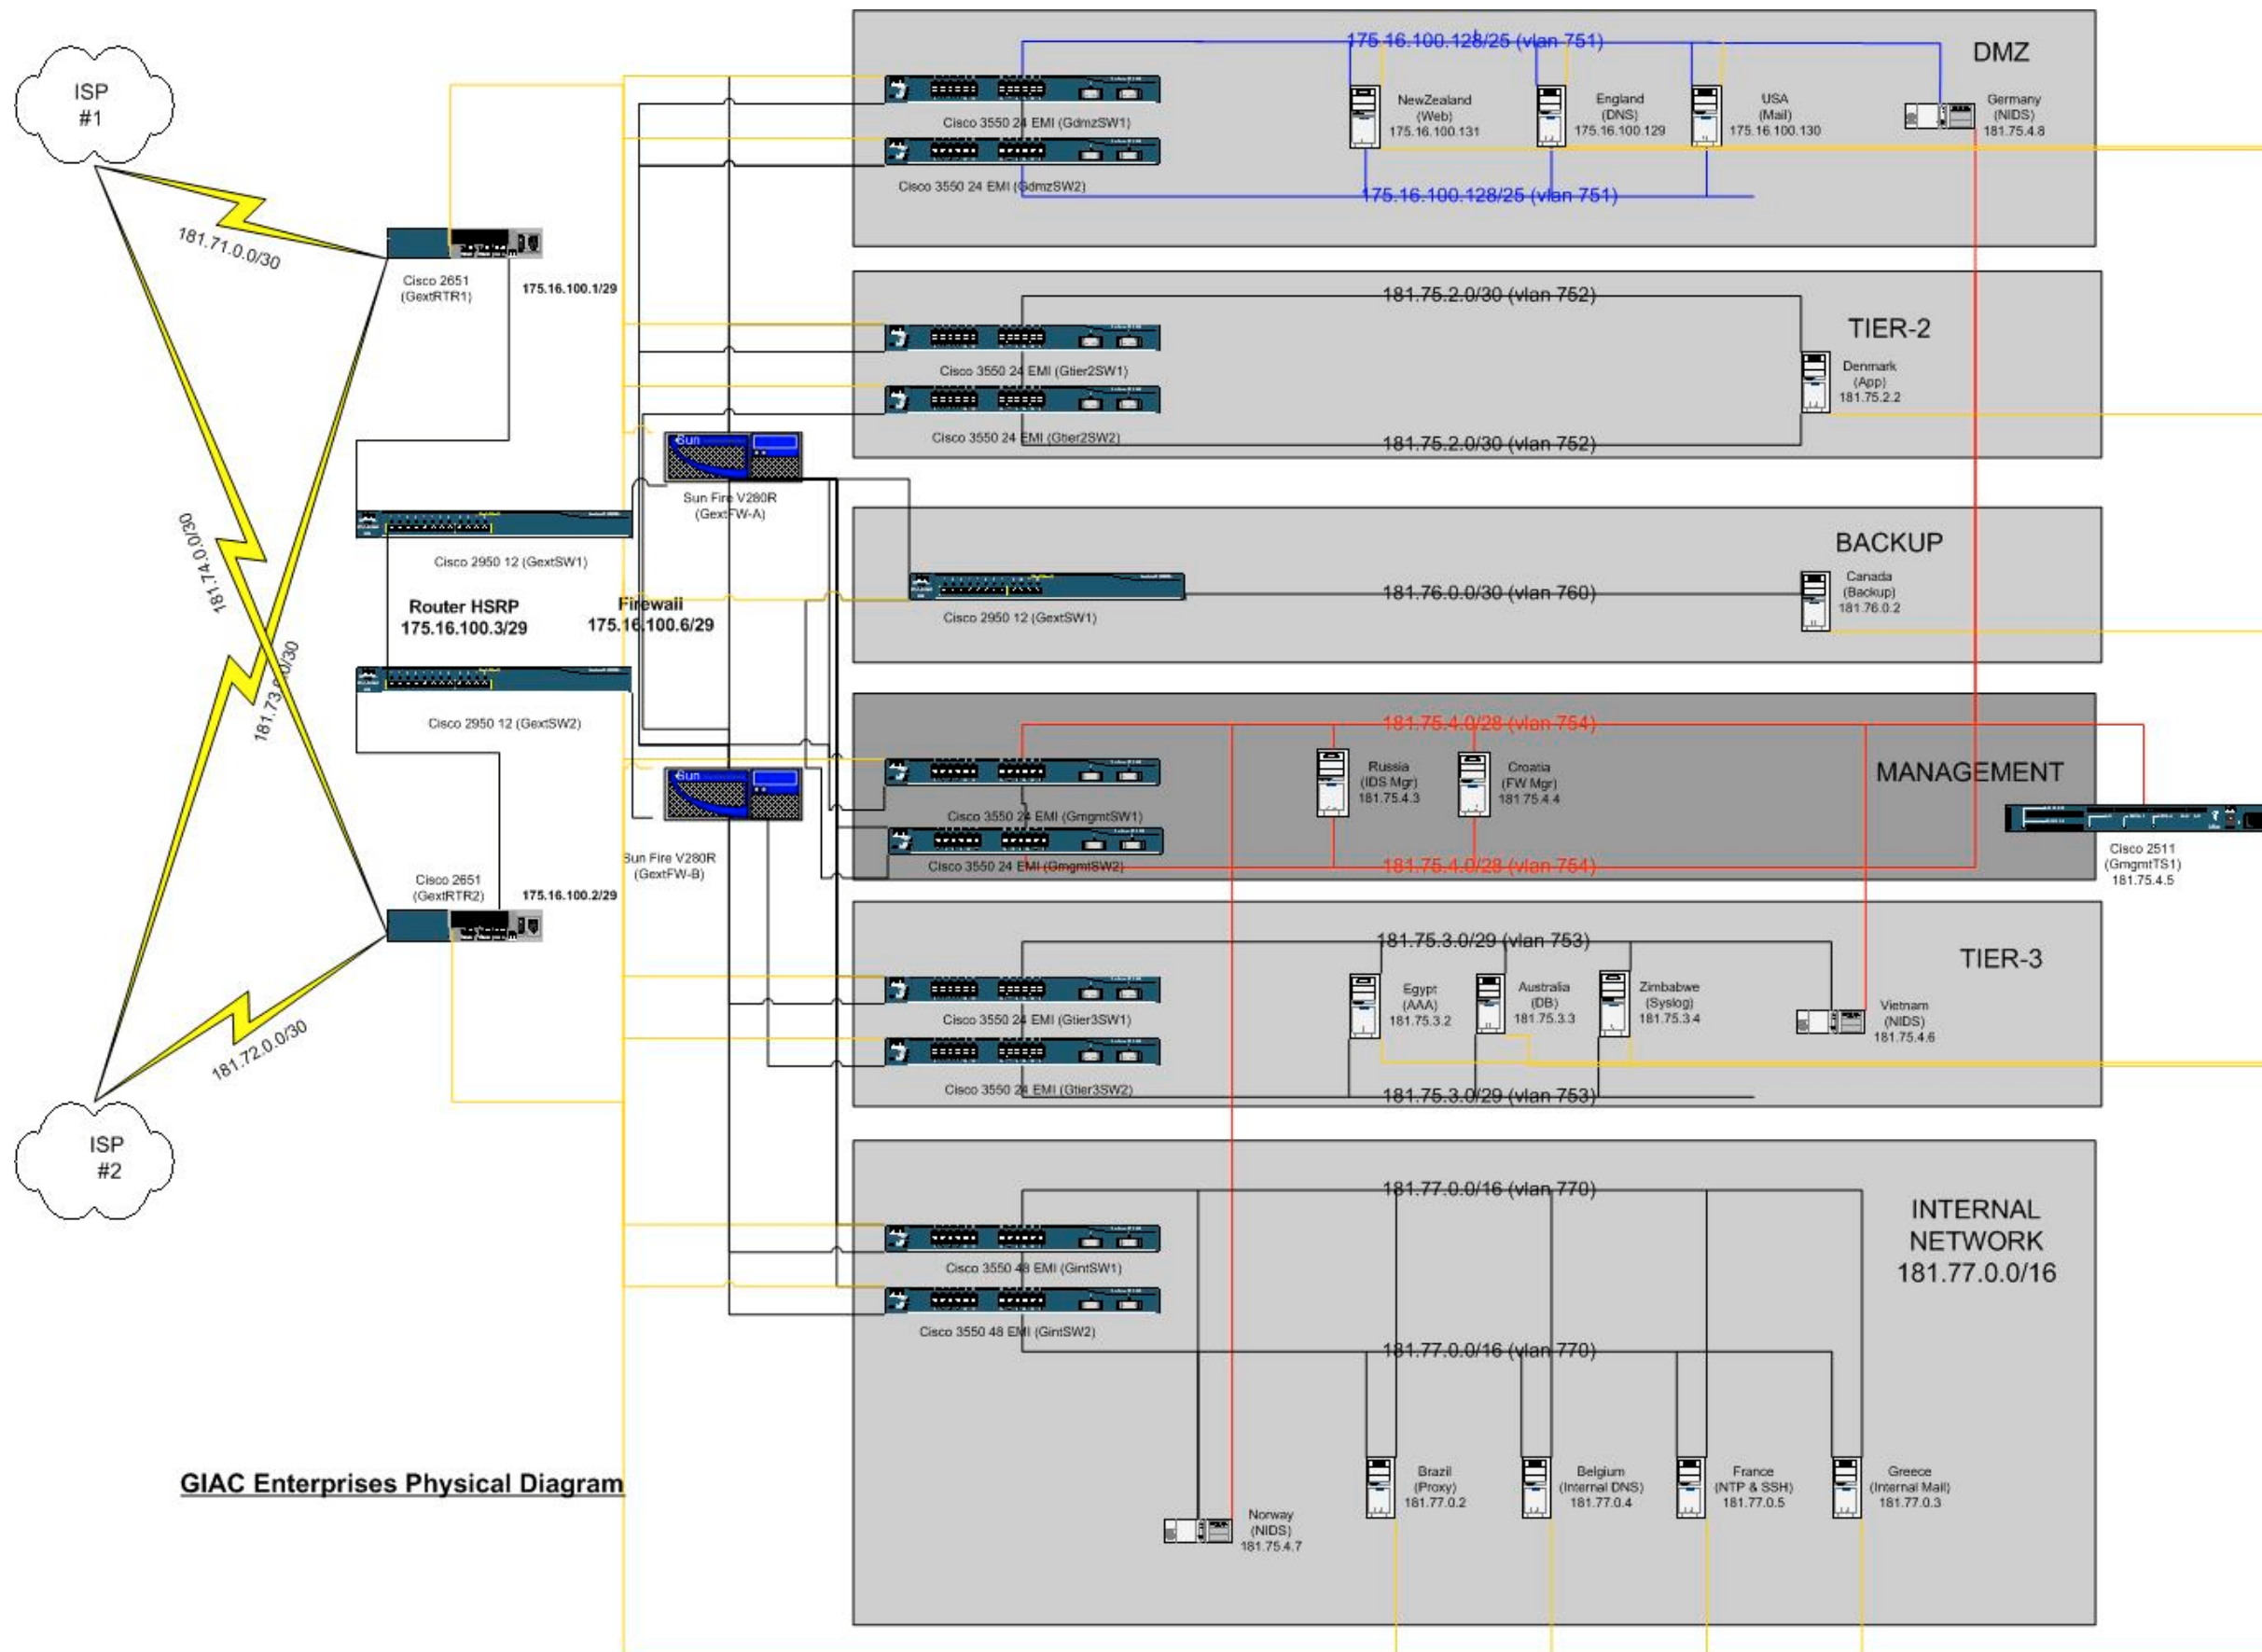 ISP
#1
181.71.0.0/30
Cisco 2651
(GextRTR1)
175.16.100.1/29
181.74.0.0/30
Cisco 2950 12 (GextSW1)
Router HSRP
175.16.100.3/29
Firewall
175.16.100.6/29
Cisco 2950 12 (GextSW2)
Cisco 2651
(GextRTR2)
175.16.100.2/29
181.72.0.0/30
ISP
#2
GIAC Enterprises Physical Diagram
Sun
Sun Fire V280R
(GextFW-A)
Sun
Sun Fire V280R
(GextFW-B)
DMZ
175.16.100.128/25 (vlan 751)
Cisco 3550 24 EMI (GdmzSW1)
Cisco 3550 24 EMI (GdmzSW2)
NewZealand
(Web)
175.16.100.131
England
(DNS)
175.16.100.129
USA
(Mail)
175.16.100.130
Germany
(NIDS)
181.75.4.8
175.16.100.128/25 (vlan 751)
TIER-2
181.75.2.0/30 (vlan 752)
Cisco 3550 24 EMI (Gtier2SW1)
Cisco 3550 24 EMI (Gtier2SW2)
Denmark
(App)
181.75.2.2
181.75.2.0/30 (vlan 752)
BACKUP
181.76.0.0/30 (vlan 760)
Cisco 2950 12 (GextSW1)
Canada
(Backup)
181.76.0.2
MANAGEMENT
181.75.4.0/28 (vlan 754)
Cisco 3550 24 EMI (GmgmtSW1)
Cisco 3550 24 EMI (GmgmtSW2)
Russia
(IDS Mgr)
181.75.4.3
Croatia
(FW Mgr)
181.75.4.4
181.75.4.0/28 (vlan 754)
Cisco 2511
(GmgmtTS1)
181.75.4.5
TIER-3
181.75.3.0/29 (vlan 753)
Cisco 3550 24 EMI (Gtier3SW1)
Cisco 3550 24 EMI (Gtier3SW2)
Egypt
(AAA)
181.75.3.2
Australia
(DB)
181.75.3.3
Zimbabwe
(Syslog)
181.75.3.4
Vietnam
(NIDS)
181.75.4.6
181.75.3.0/29 (vlan 753)
INTERNAL
NETWORK
181.77.0.0/16
181.77.0.0/16 (vlan 770)
Cisco 3550 48 EMI (GintSW1)
Cisco 3550 48 EMI (GintSW2)
181.77.0.0/16 (vlan 770)
Norway
(NIDS)
181.75.4.7
Brazil
(Proxy)
181.77.0.2
Belgium
(Internal DNS)
181.77.0.4
France
(NTP & SSH)
181.77.0.5
Greece
(Internal Mail)
181.77.0.3